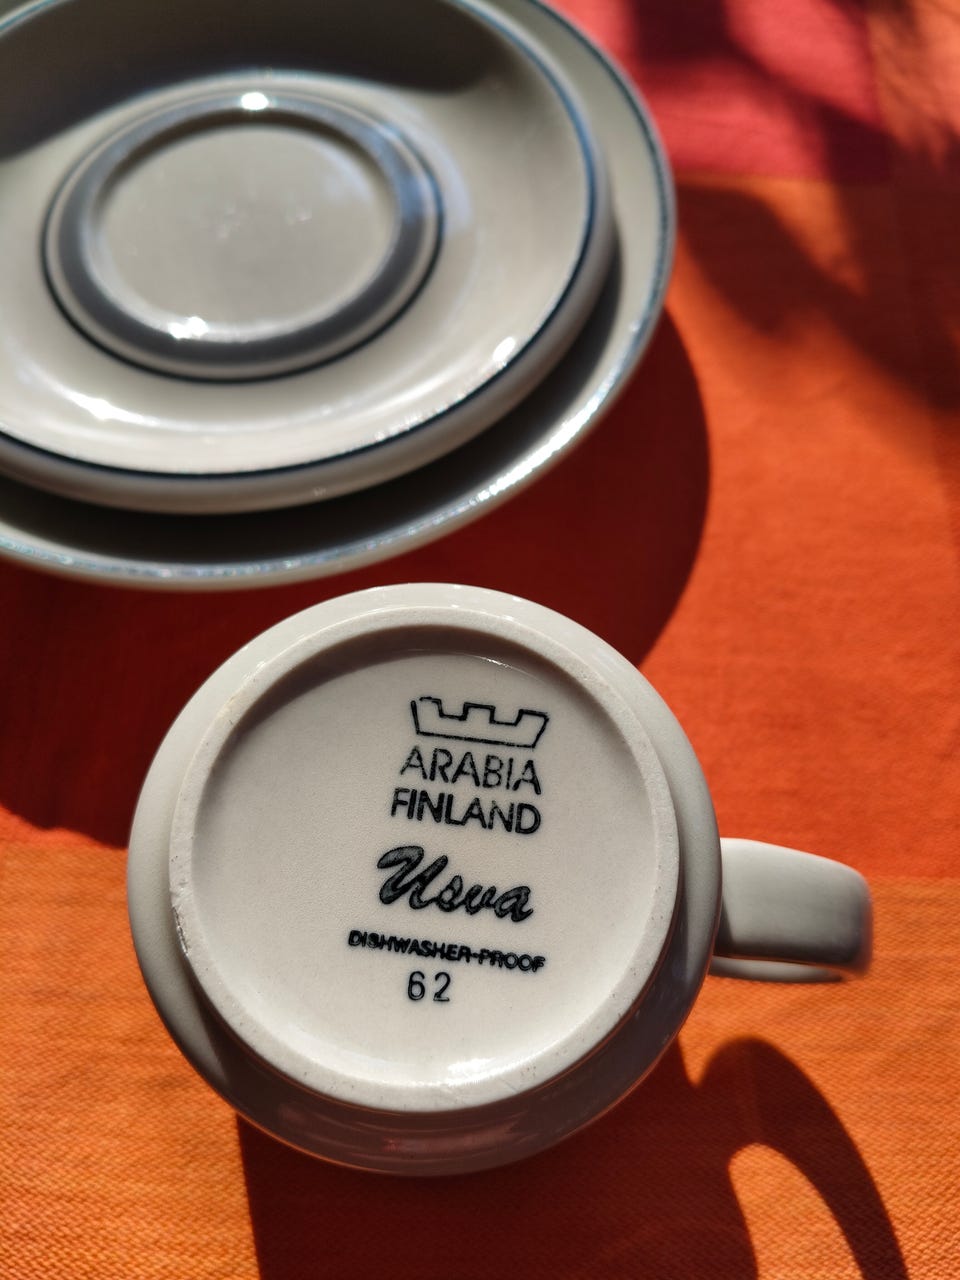 ARABIA
FINLAND
Usva
DISHWASHER-PROOF
62